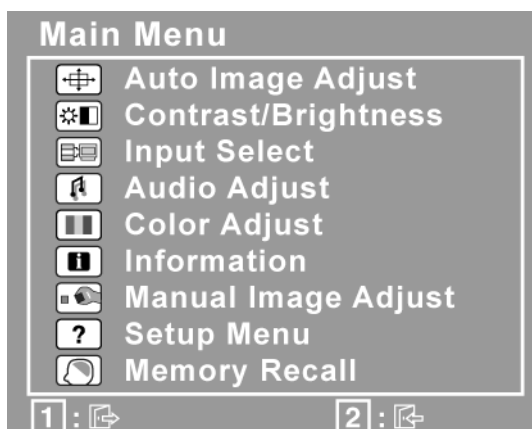 Main Menu
Auto Image Adjust
Contrast/Brightness
Input Select
Audio Adjust
Color Adjust
i Information
Manual Image Adjust
? Setup Menu
Memory Recall
1 : 2 :